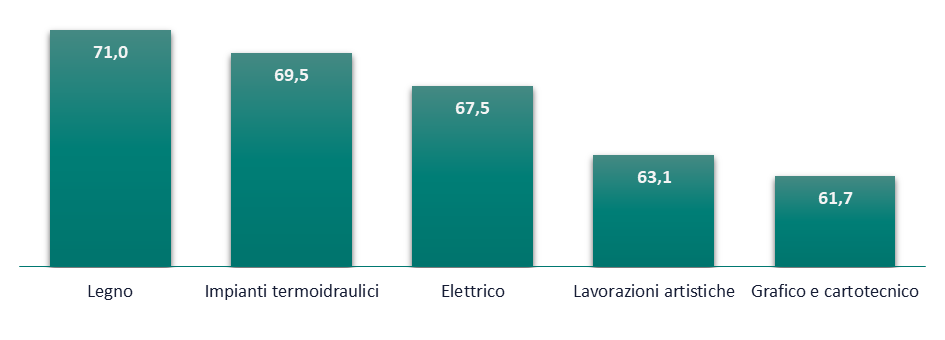 71,0
69,5
67,5
63,1
61,7
Legno
Impianti termoidraulici
Elettrico
Lavorazioni artistiche
Grafico e cartotecnico